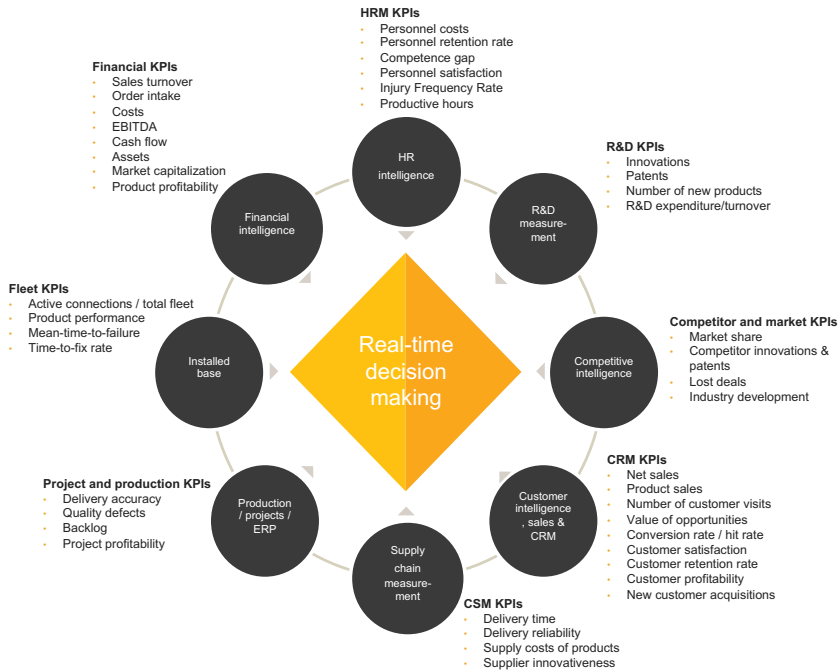 HRM KPIs
• Personnel costs
• Personnel retention rate
• Competence gap
• Personnel satisfaction
• Injury Frequency Rate
• Productive hours
Financial KPIs
• Sales turnover
• Order intake
• Costs
• EBITDA
• Cash flow
• Assets
• Market capitalization
• Product profitability
HR
intelligence
R&D KPIs
• Innovations
• Patents
• Number of new products
• R&D expenditure/turnover
Financial
intelligence
R&D
measure-
ment
Fleet KPIs
• Active connections / total fleet
• Product performance
• Mean-time-to-failure
• Time-to-fix rate
Installed
base
Real-time
decision
making
Competitive
intelligence
Competitor and market KPIs
• Market share
• Competitor innovations &
patents
• Lost deals
• Industry development
Project and production KPIs
• Delivery accuracy
• Quality defects
• Backlog
• Project profitability
Production
/ projects /
ERP
Supply
chain
measure-
ment
Customer
intelligence
, sales &
CRM
CRM KPIs
• Net sales
• Product sales
• Number of customer visits
• Value of opportunities
• Conversion rate / hit rate
• Customer satisfaction
• Customer retention rate
• Customer profitability
• New customer acquisitions
CSM KPIs
• Delivery time
• Delivery reliability
• Supply costs of products
• Supplier innovativeness